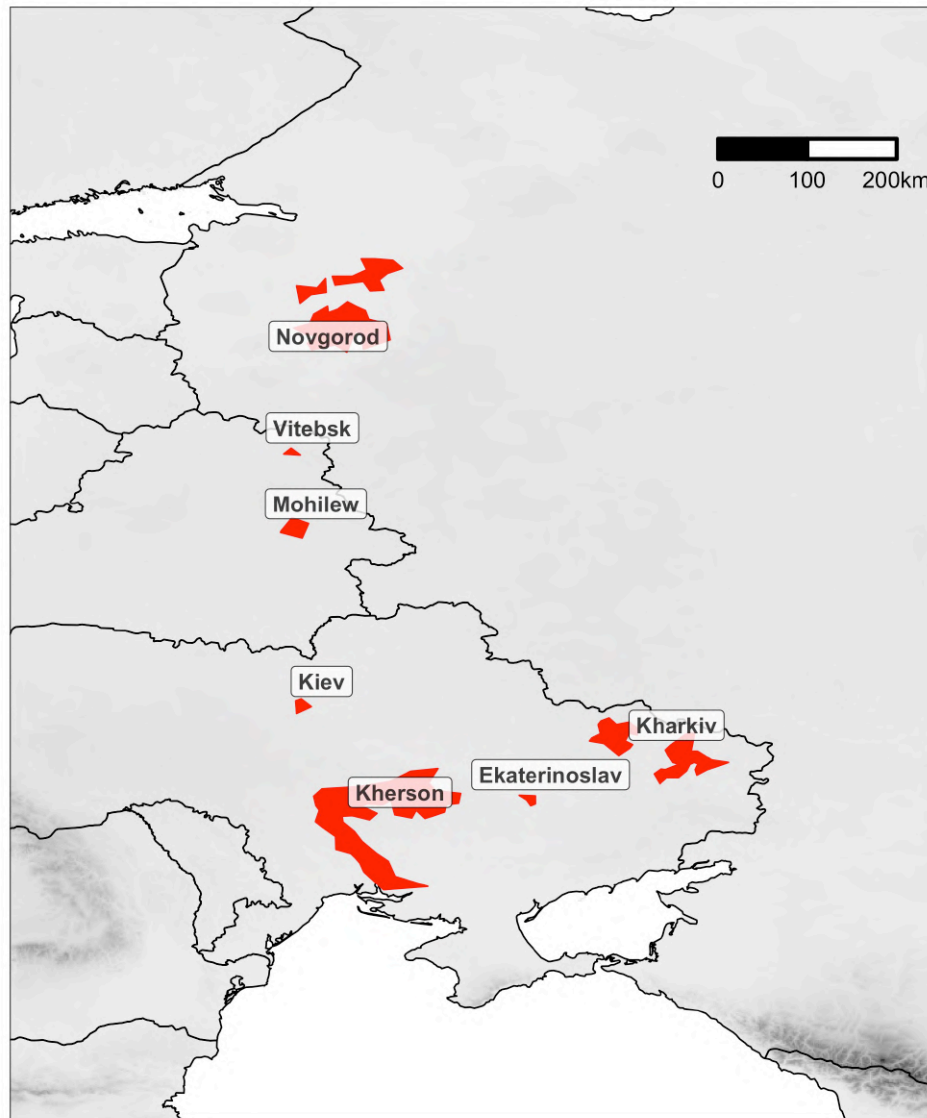 0 100 200km
Novgorod
Vitebsk
Mohilew
Kiev
Kharkiv
Ekaterinoslav
Kherson